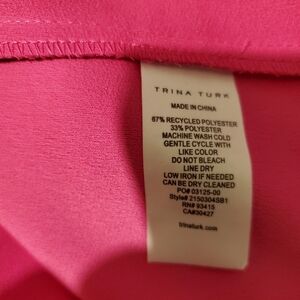 TRINA TURK
MADE IN CHINA
67% RECYCLED POLYESTER
33% POLYESTER
MACHINE WASH COLD
GENTLE CYCLE WITH
LIKE COLOR
DO NOT BLEACH
LINE DRY
LOW IRON IF NEEDED
CAN BE DRY CLEANED
PO# 03125-00
Style# 2150304SB1
RN# 93415
CA#30427
trinaturk.com